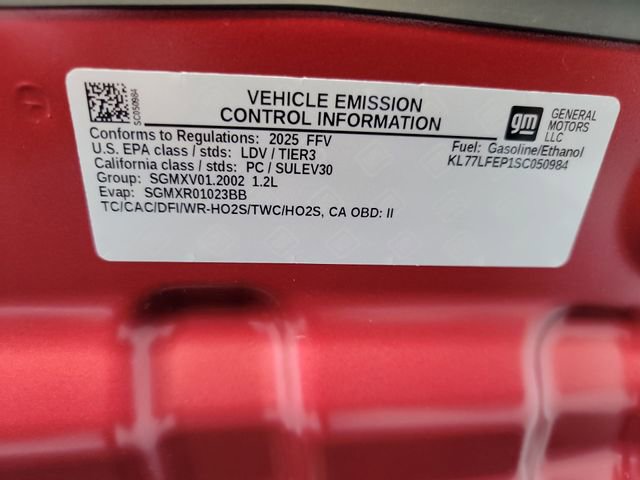 SC050984
VEHICLE EMISSION
CONTROL INFORMATION
gm
GENERAL
MOTORS
LLC
Conforms to Regulations: 2025 FFV
U.S. EPA class / stds: LDV / TIER3
California class / stds: PC / SULEV30
Group: SGMXV01.2002 1.2L
Evap: SGMXR01023BB
TC/CAC/DFI/WR-HO2S/TWC/HO2S, CA OBD: II
Fuel: Gasoline/Ethanol
KL77LFEP1SC050984